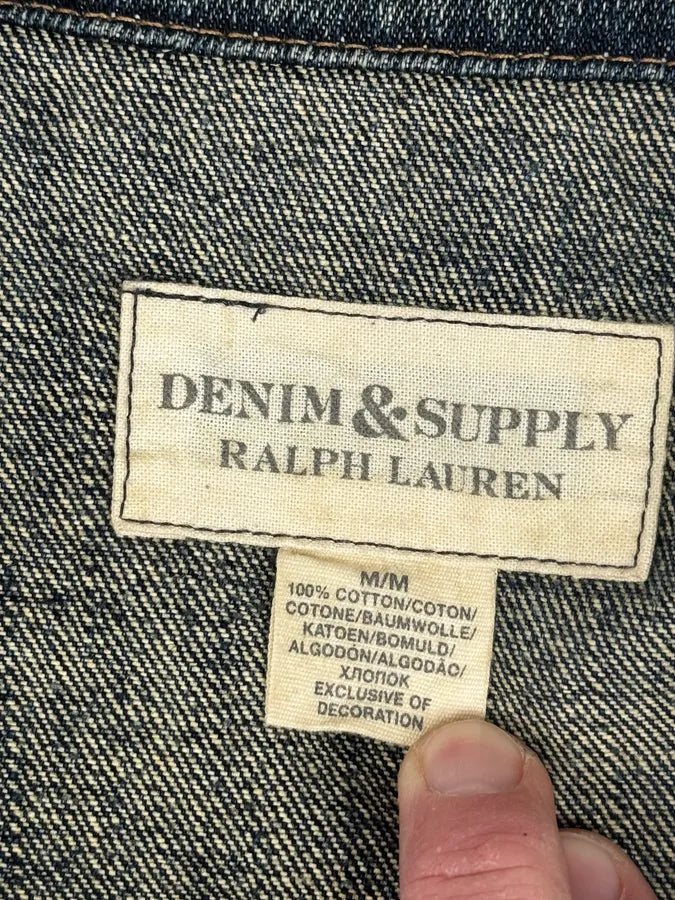 DENIM & SUPPLY
RALPH LAUREN
M/M
100% COTTON/COTON/
COTONE/BAUMWOLLE/
KATOEN/BOMULD/
ALGODÓN/ALGODÃO/
ХЛОПОК
EXCLUSIVE OF
DECORATION